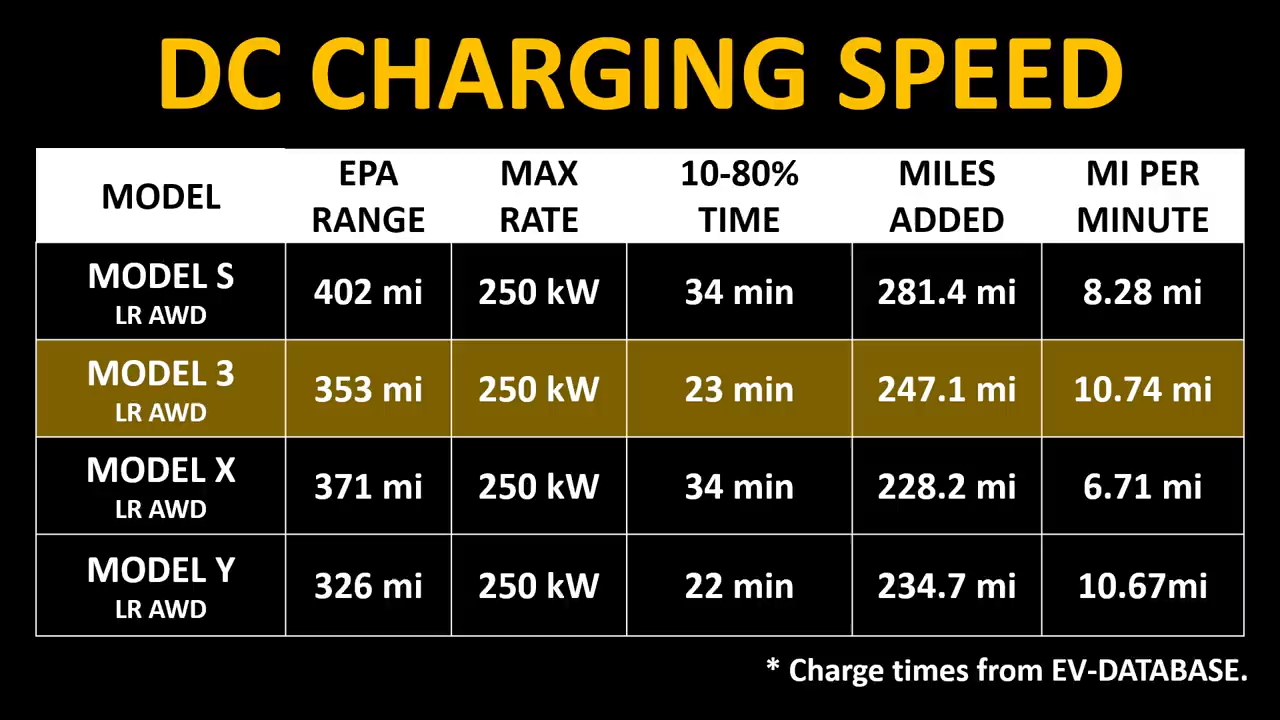 DC CHARGING SPEED
MODEL EPA RANGE MAX RATE 10-80% TIME MILES ADDED MI PER MINUTE
MODEL S LR AWD 402 mi 250 kW 34 min 281.4 mi 8.28 mi
MODEL 3 LR AWD 353 mi 250 kW 23 min 247.1 mi 10.74 mi
MODEL X LR AWD 371 mi 250 kW 34 min 228.2 mi 6.71 mi
MODEL Y LR AWD 326 mi 250 kW 22 min 234.7 mi 10.67mi
* Charge times from EV-DATABASE.